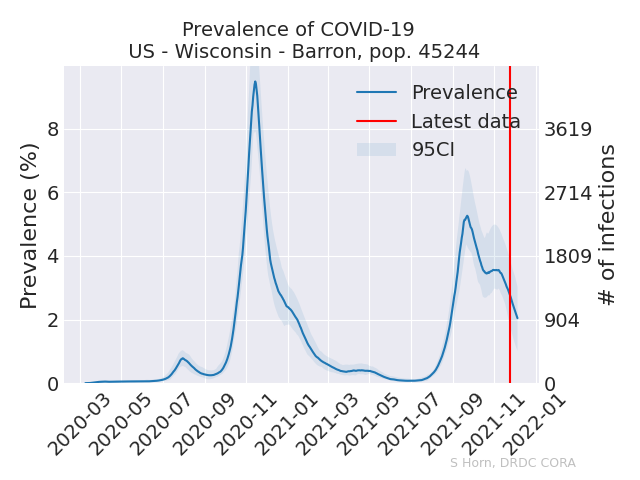 Prevalence of COVID-19
US - Wisconsin - Barron, pop. 45244
Prevalence
Latest data
95CI
Prevalence (%)
8
6
4
2
0
3619
2714
1809
904
0
# of infections
2020-03
2020-05
2020-07
2020-09
2020-11
2021-01
2021-03
2021-05
2021-07
2021-09
2021-11
2022-01
S Horn, DRDC CORA